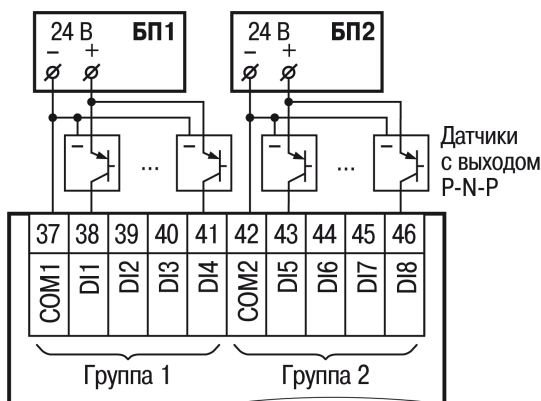 24 В БП1
– +
24 В БП2
– +
– ... –
– ... –
Датчики
с выходом
P-N-P
37 38 39 40 41 42 43 44 45 46
COM1 DI1 DI2 DI3 DI4 COM2 DI5 DI6 DI7 DI8
Группа 1 Группа 2